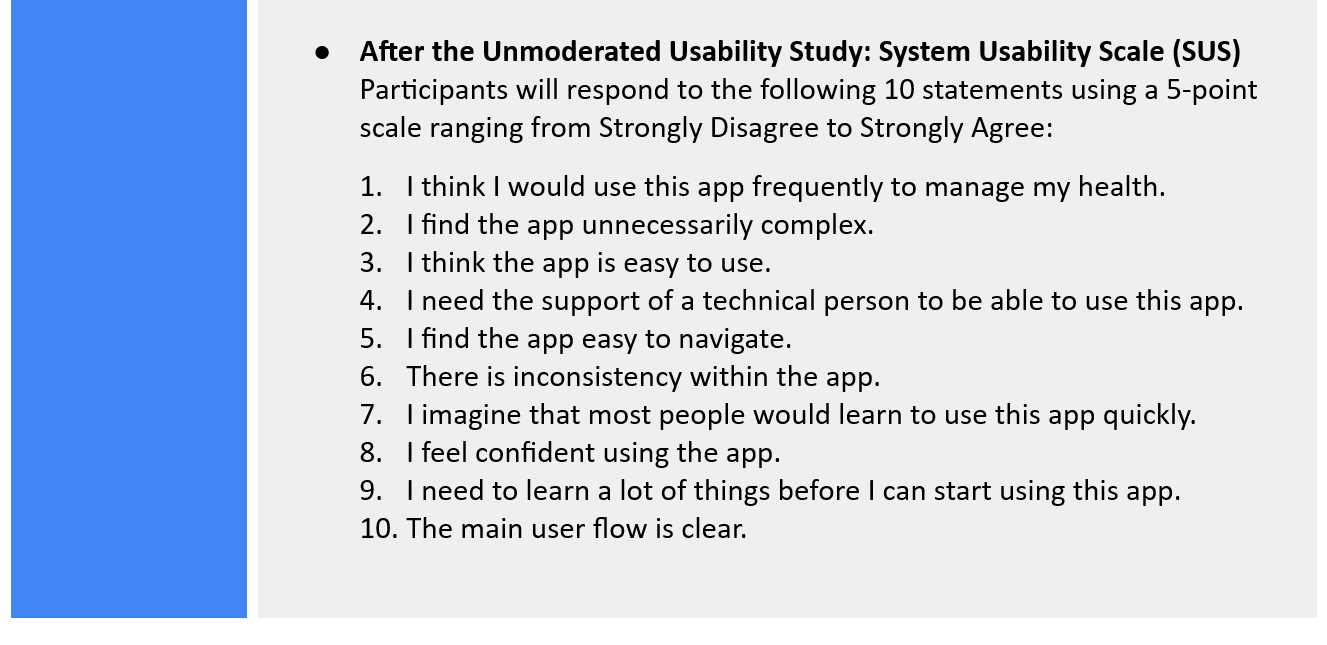 ● After the Unmoderated Usability Study: System Usability Scale (SUS)
Participants will respond to the following 10 statements using a 5-point
scale ranging from Strongly Disagree to Strongly Agree:
1. I think I would use this app frequently to manage my health.
2. I find the app unnecessarily complex.
3. I think the app is easy to use.
4. I need the support of a technical person to be able to use this app.
5. I find the app easy to navigate.
6. There is inconsistency within the app.
7. I imagine that most people would learn to use this app quickly.
8. I feel confident using the app.
9. I need to learn a lot of things before I can start using this app.
10. The main user flow is clear.